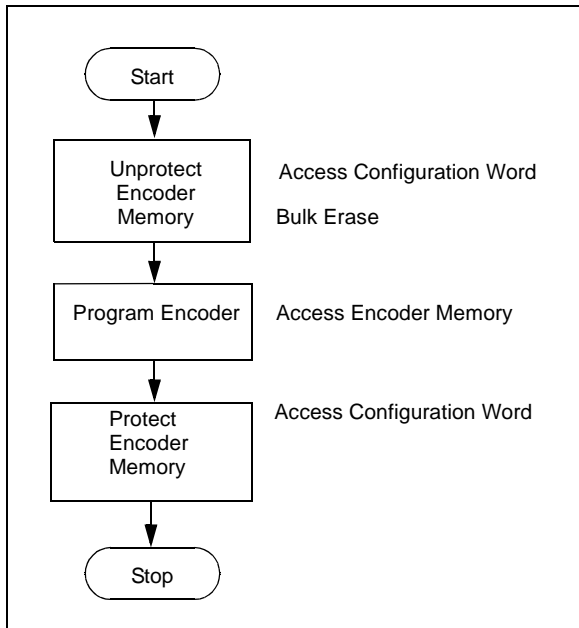 Start
Unprotect
Encoder
Memory
Access Configuration Word
Bulk Erase
Program Encoder
Access Encoder Memory
Protect
Encoder
Memory
Access Configuration Word
Stop